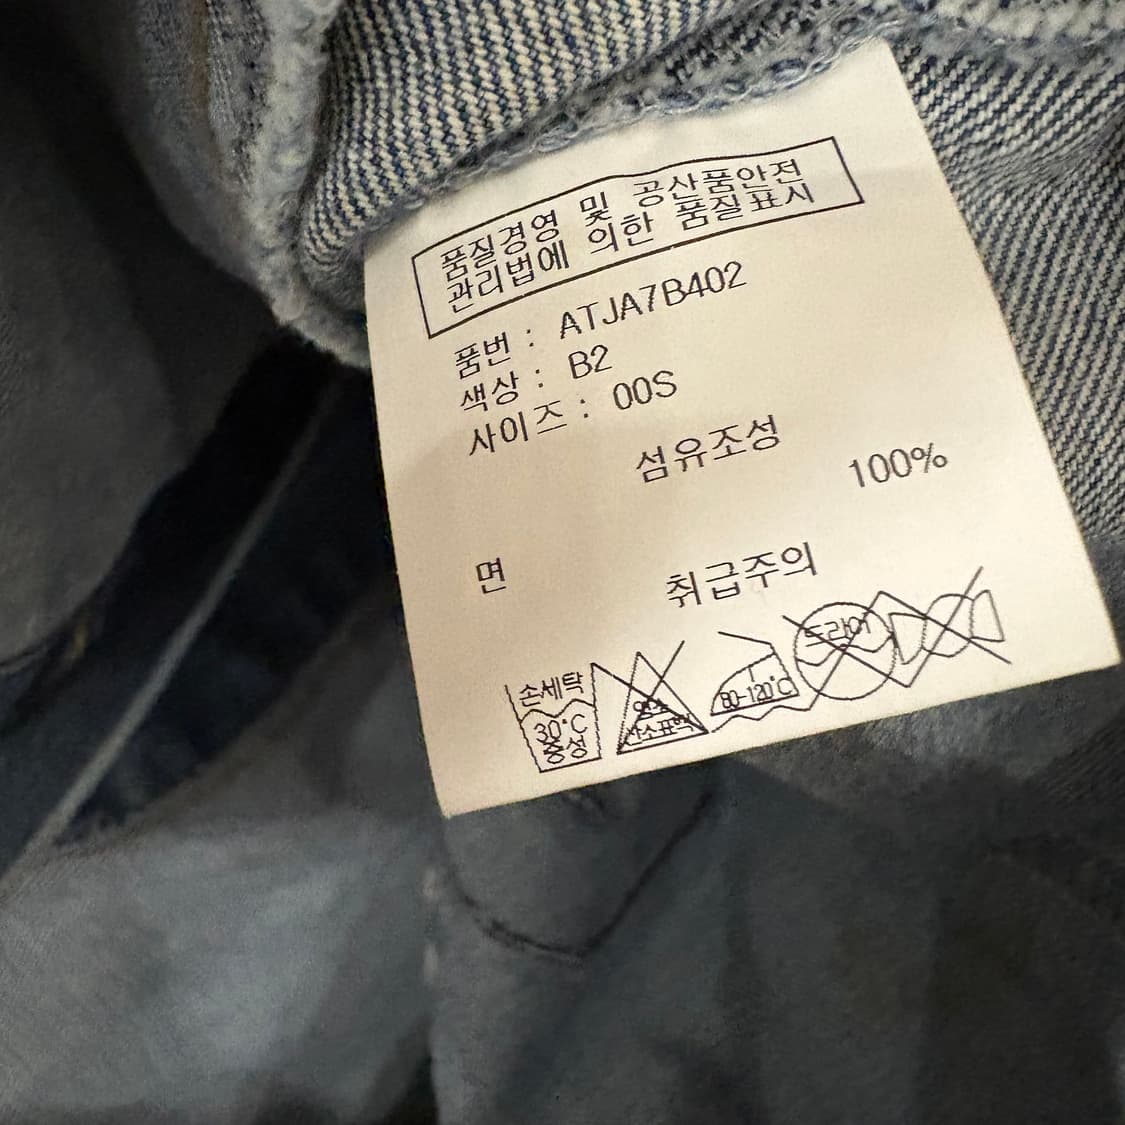 품질경영 및 공산품안전
관리법에 의한 품질표시
품번 : ATJA7B402
색상 : B2
사이즈 : 00S
섬유조성
면 100%
취급주의
손세탁
30°C
중성
염소
산소표백
80-120°C
드라이